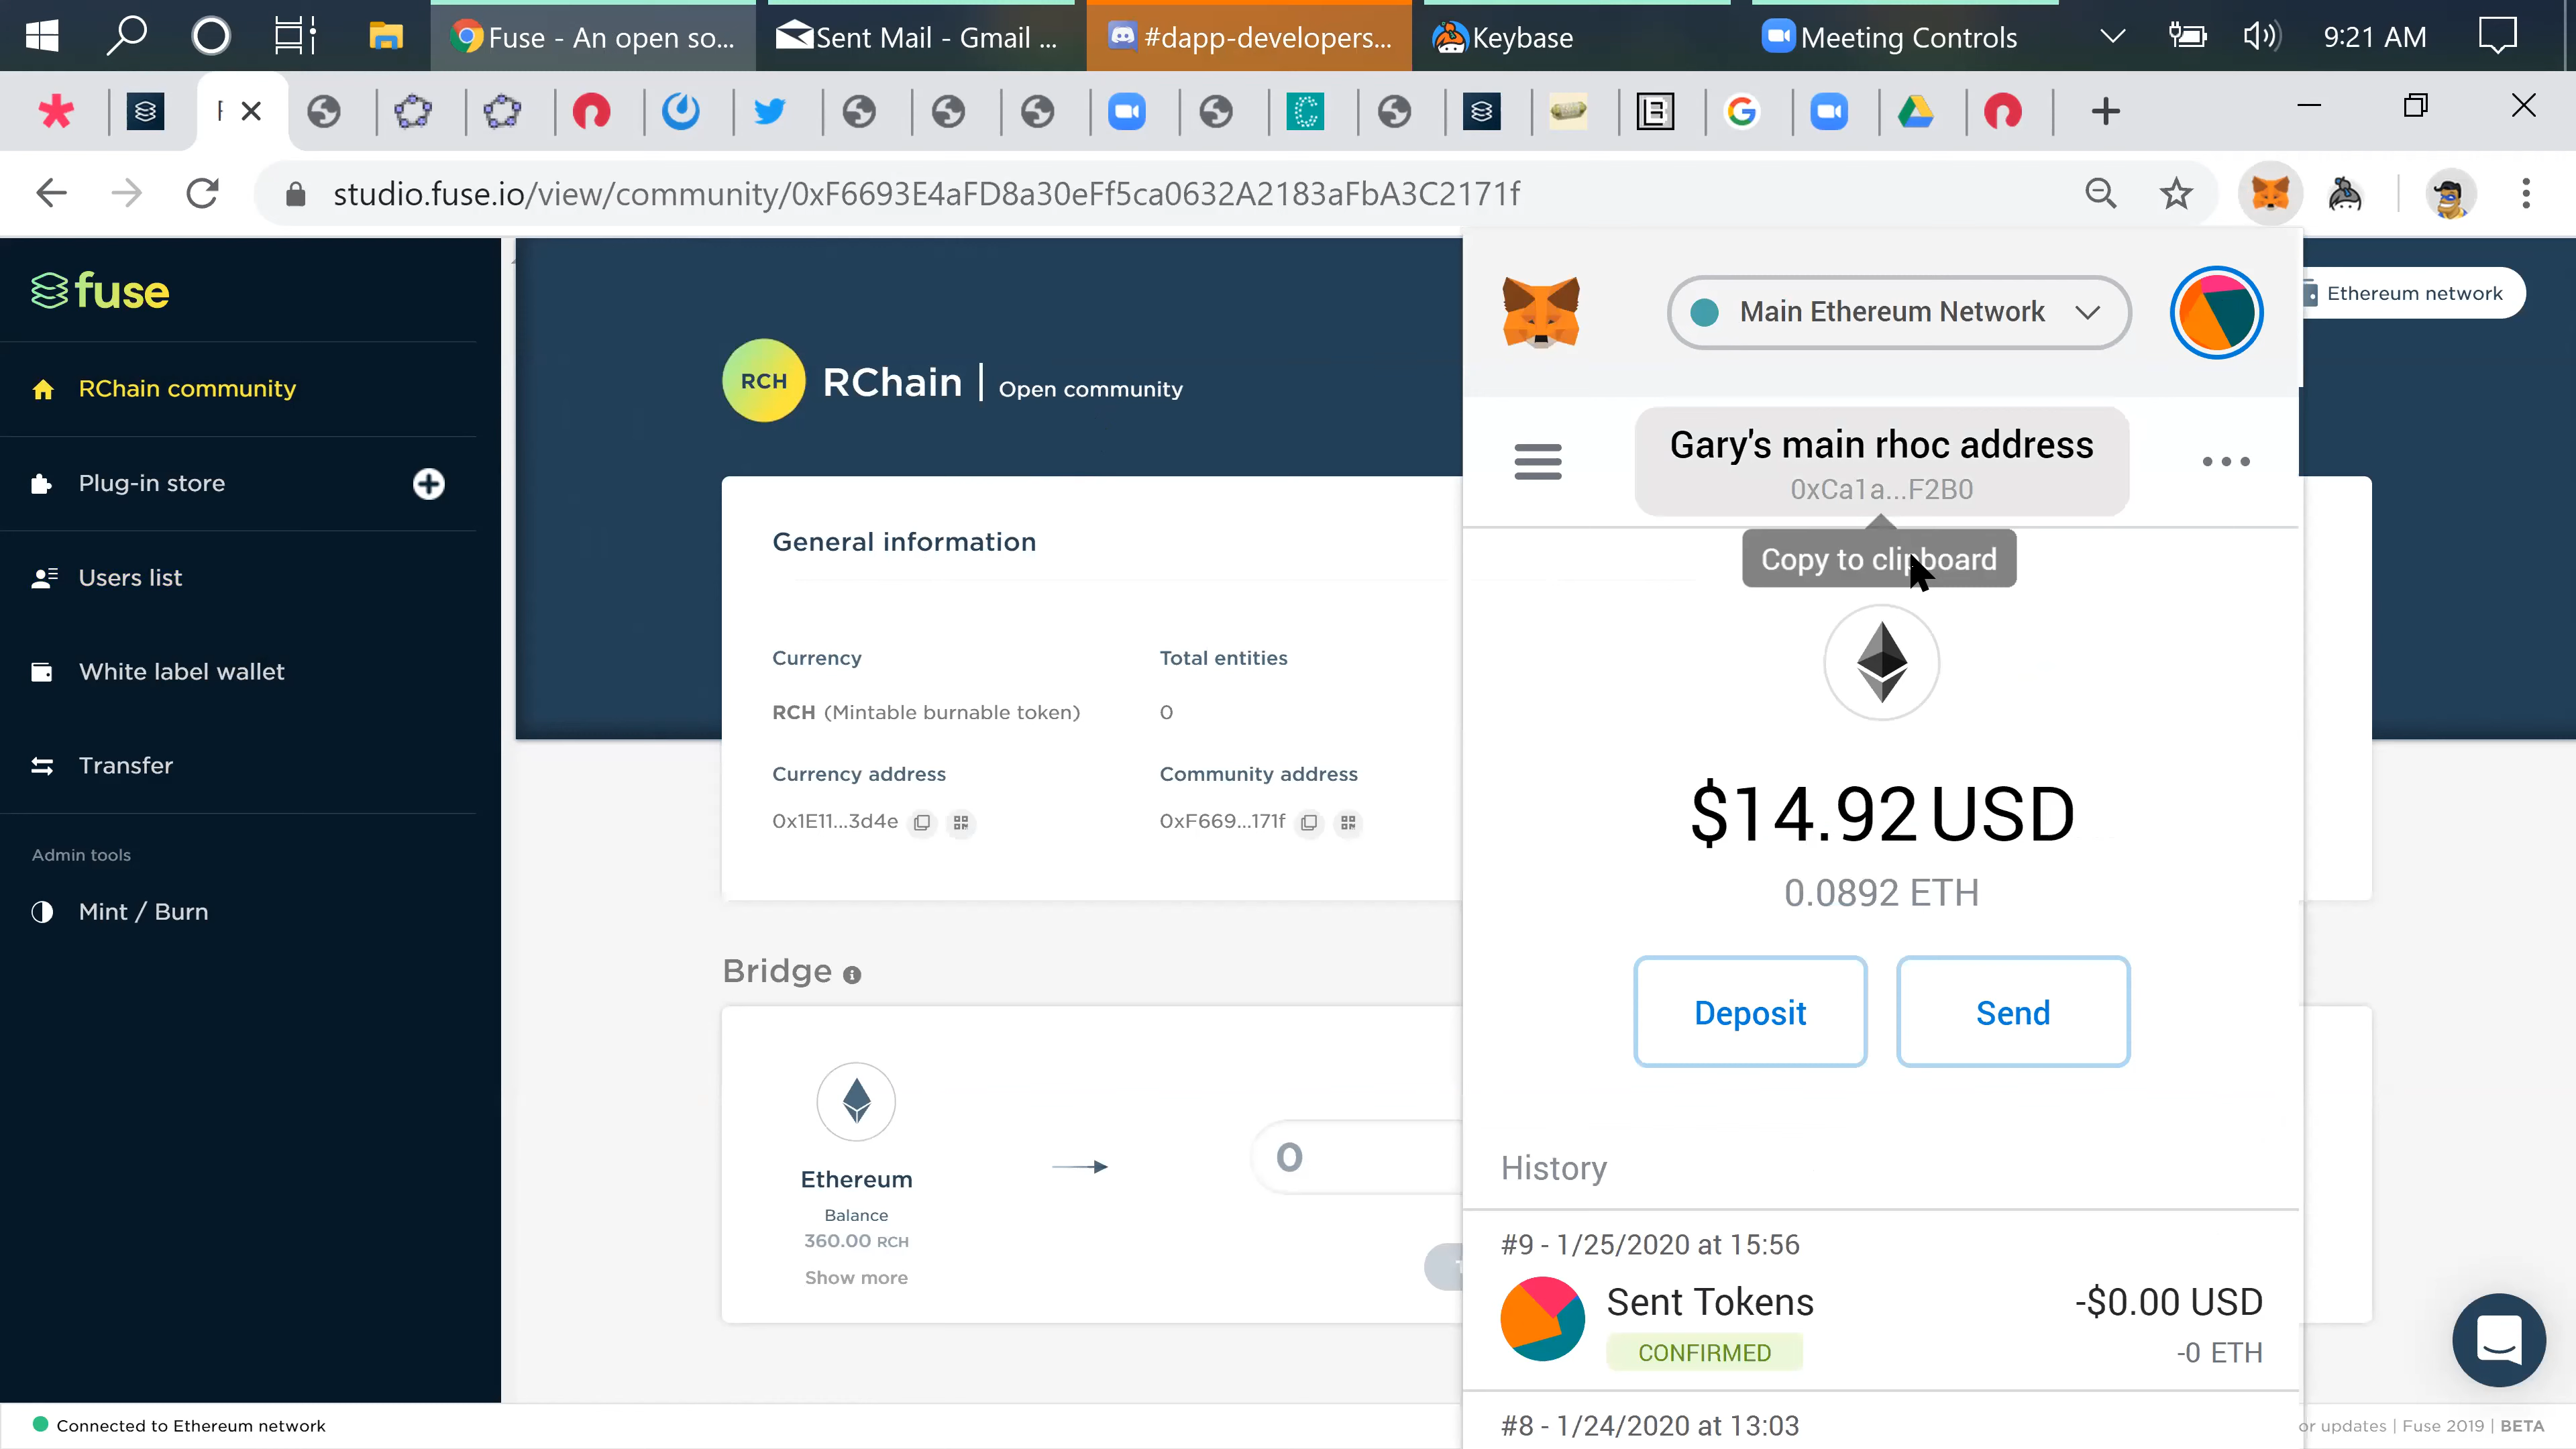 Fuse - An open so...
Sent Mail - Gmail ...
#dapp-developers...
Keybase
Meeting Controls
9:21 AM
studio.fuse.io/view/community/0xF6693E4aFD8a30eFf5ca0632A2183aFbA3C2171f
fuse
RChain community
Plug-in store
Users list
White label wallet
Transfer
Admin tools
Mint / Burn
Connected to Ethereum network
RCH
RChain | Open community
General information
Currency
RCH (Mintable burnable token)
Total entities
0
Currency address
0x1E11...3d4e
Community address
0xF669...171f
Bridge
Ethereum
Balance
360.00 RCH
Show more
0
Ethereum network
Main Ethereum Network
Gary's main rhoc address
0xCa1a...F2B0
Copy to clipboard
$14.92 USD
0.0892 ETH
Deposit
Send
History
#9 - 1/25/2020 at 15:56
Sent Tokens
-$0.00 USD
CONFIRMED
-0 ETH
#8 - 1/24/2020 at 13:03
or updates | Fuse 2019 | BETA